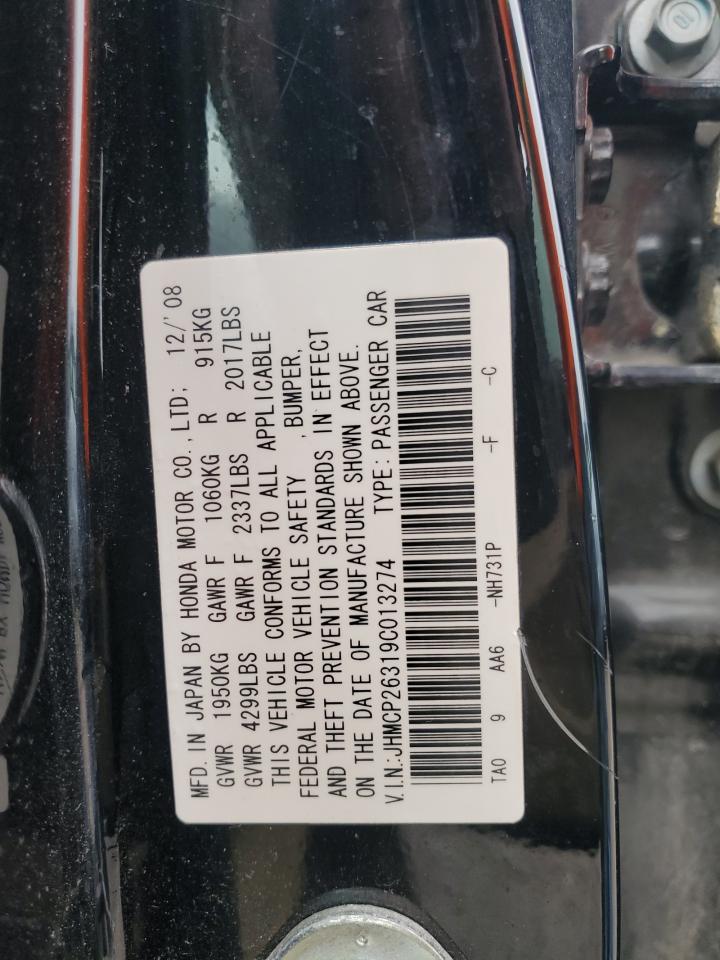 MFD. IN JAPAN BY HONDA MOTOR CO., LTD; 12/'08
GVWR 1950KG GAWR F 1060KG R 915KG
GVWR 4299LBS GAWR F 2337LBS R 2017LBS
THIS VEHICLE CONFORMS TO ALL APPLICABLE
FEDERAL MOTOR VEHICLE SAFETY , BUMPER,
AND THEFT PREVENTION STANDARDS IN EFFECT
ON THE DATE OF MANUFACTURE SHOWN ABOVE.
V.I.N.:JHMCP26319C013274 TYPE:PASSENGER CAR
TA0 9 AA6 -NH731P -F -C
10